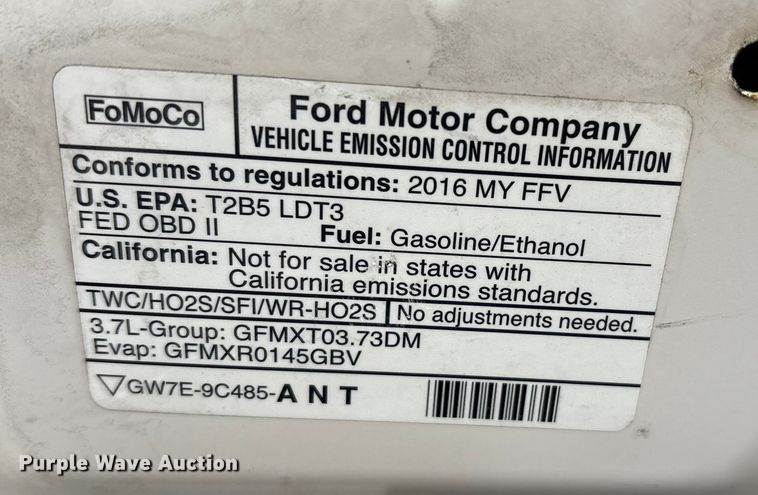 FoMoCo
Ford Motor Company
VEHICLE EMISSION CONTROL INFORMATION
Conforms to regulations: 2016 MY FFV
U.S. EPA: T2B5 LDT3
FED OBD II
Fuel: Gasoline/Ethanol
California: Not for sale in states with
California emissions standards.
TWC/HO2S/SFI/WR-HO2S
No adjustments needed.
3.7L-Group: GFMXT03.73DM
Evap: GFMXR0145GBV
GW7E-9C485-A N T
Purple Wave Auction